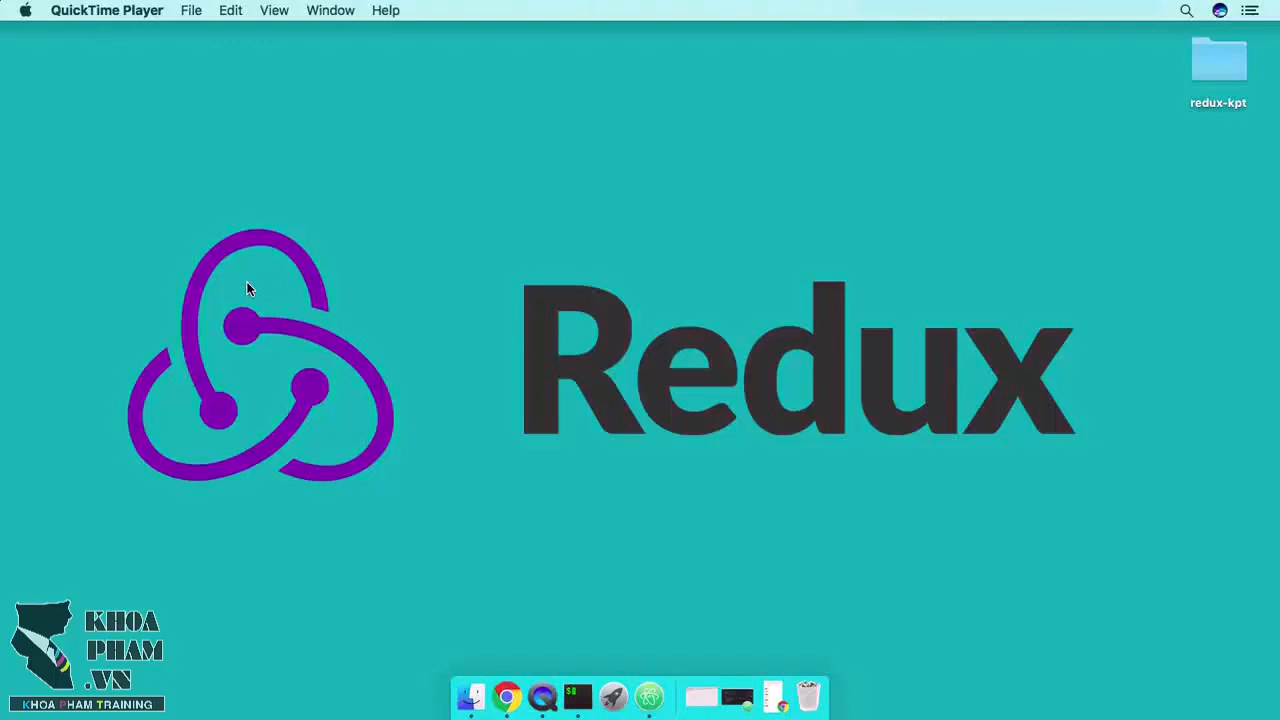 QuickTime Player File Edit View Window Help
redux-kpt
Redux
KHOA
PHAM
.VN
KHOA PHAM TRAINING
$